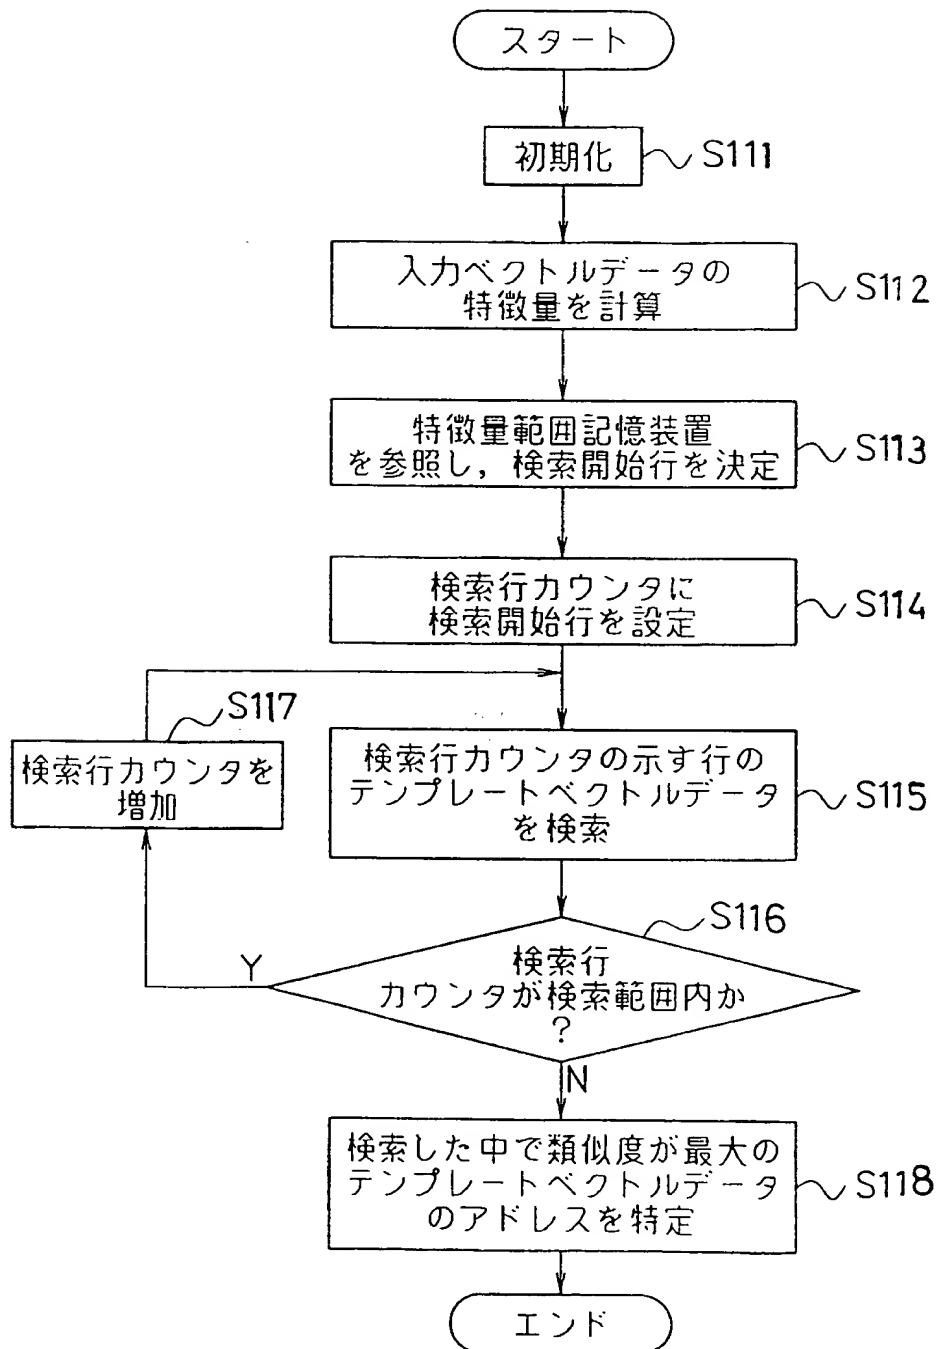 スタート
初期化
S111
入力ベクトルデータの
特徴量を計算
S112
特徴量範囲記憶装置
を参照し，検索開始行を決定
S113
検索行カウンタに
検索開始行を設定
S114
S117
検索行カウンタを
増加
検索行カウンタの示す行の
テンプレートベクトルデータ
を検索
S115
S116
検索行
カウンタが検索範囲内か
?
Y
N
検索した中で類似度が最大の
テンプレートベクトルデータ
のアドレスを特定
S118
エンド